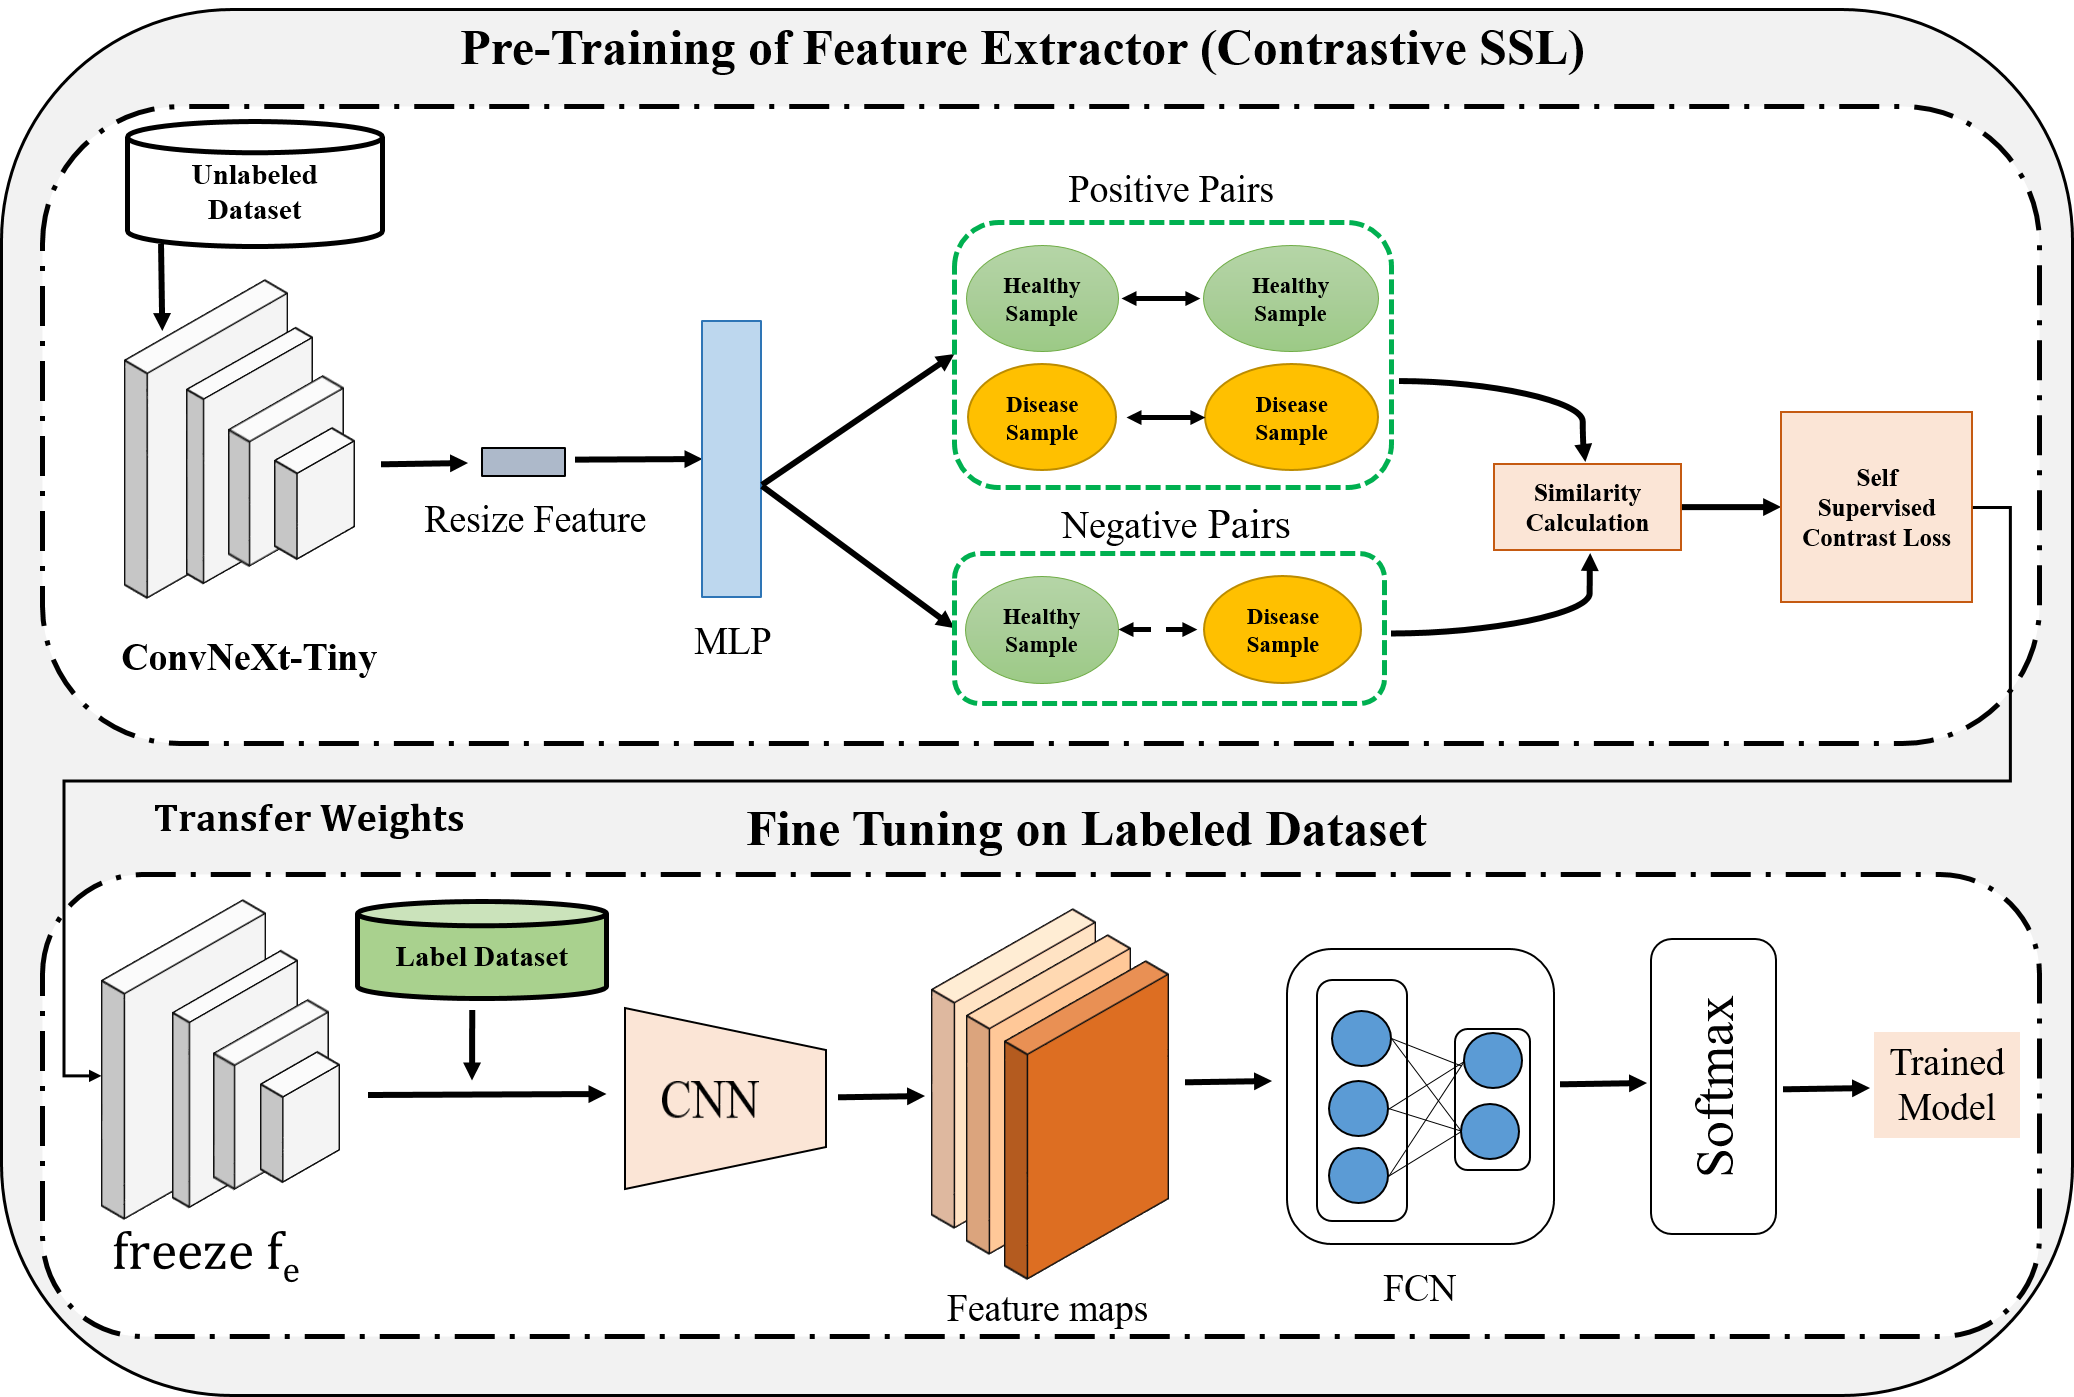 Pre-Training of Feature Extractor (Contrastive SSL)
Unlabeled
Dataset
ConvNeXt-Tiny
Resize Feature
MLP
Positive Pairs
Healthy
Sample
Healthy
Sample
Disease
Sample
Disease
Sample
Negative Pairs
Healthy
Sample
Disease
Sample
Similarity
Calculation
Self
Supervised
Contrast Loss
Transfer Weights
Fine Tuning on Labeled Dataset
freeze fe
Label Dataset
CNN
Feature maps
FCN
Softmax
Trained
Model